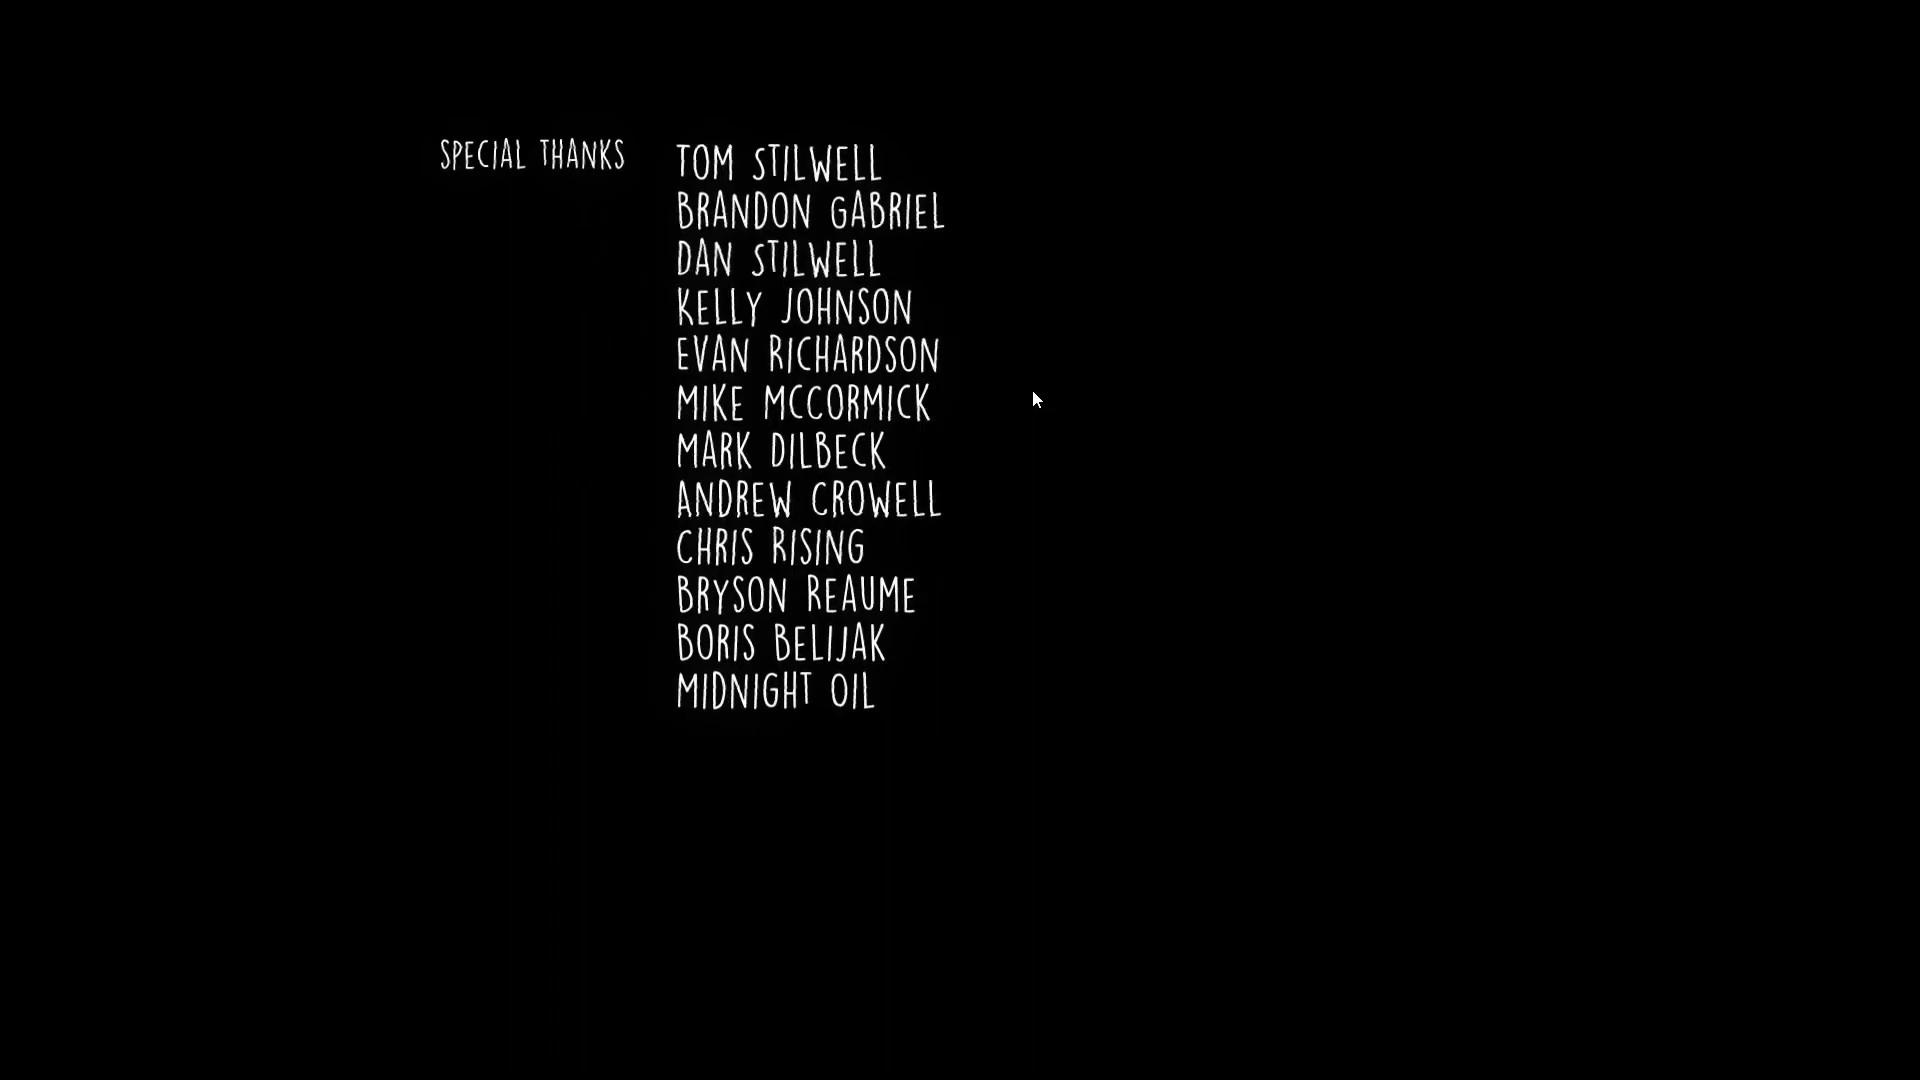 SPECIAL THANKS
TOM STILWELL
BRANDON GABRIEL
DAN STILWELL
KELLY JOHNSON
EVAN RICHARDSON
MIKE MCCORMICK
MARK DILBECK
ANDREW CROWELL
CHRIS RISING
BRYSON REAUME
BORIS BELIJAK
MIDNIGHT OIL